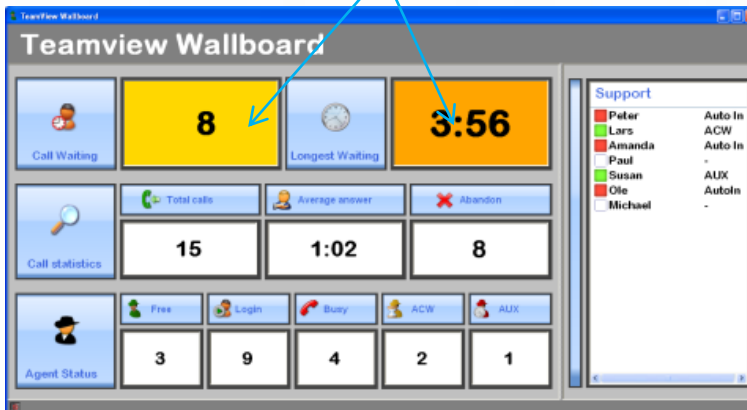 TeamView Wallboard
Teamview Wallboard
Call Waiting
8
Longest Waiting
3:56
Call statistics
Total calls
Average answer
Abandon
15
1:02
8
Agent Status
Free
Login
Busy
ACW
AUX
3
9
4
2
1
Support
Peter Auto In
Lars ACW
Amanda Auto In
Paul -
Susan AUX
Ole AutoIn
Michael -